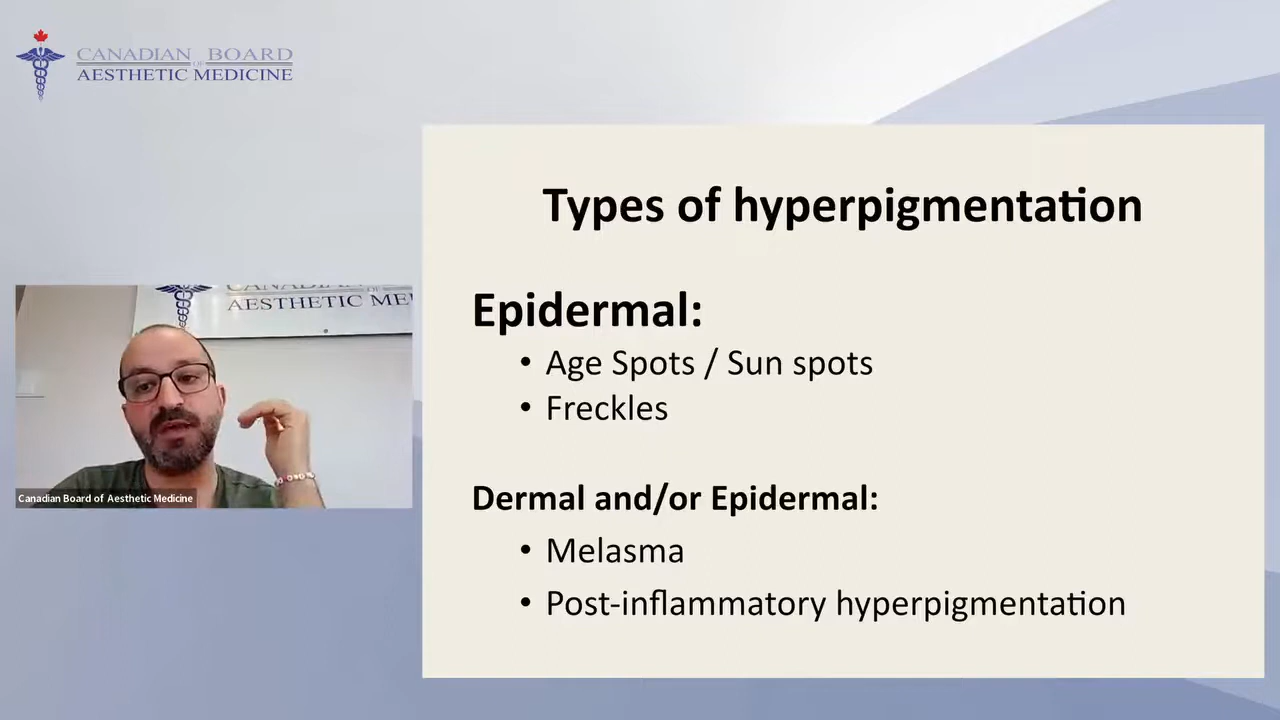 CANADIAN BOARD
OF
AESTHETIC MEDICINE
Types of hyperpigmentation
Epidermal:
• Age Spots / Sun spots
• Freckles
Dermal and/or Epidermal:
• Melasma
• Post-inflammatory hyperpigmentation
AESTHETIC ME
Canadian Board of Aesthetic Medicine